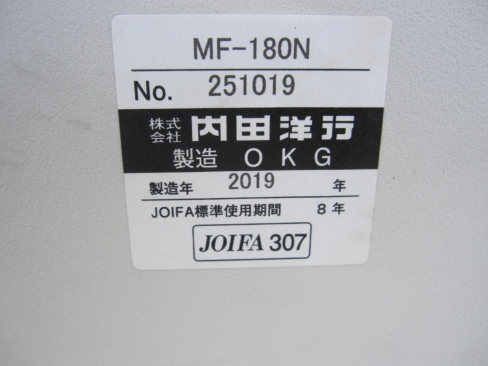 MF-180N
No. 251019
株式会社 内田洋行
製造 OKG
製造年 2019 年
JOIFA標準使用期間 8年
JOIFA 307